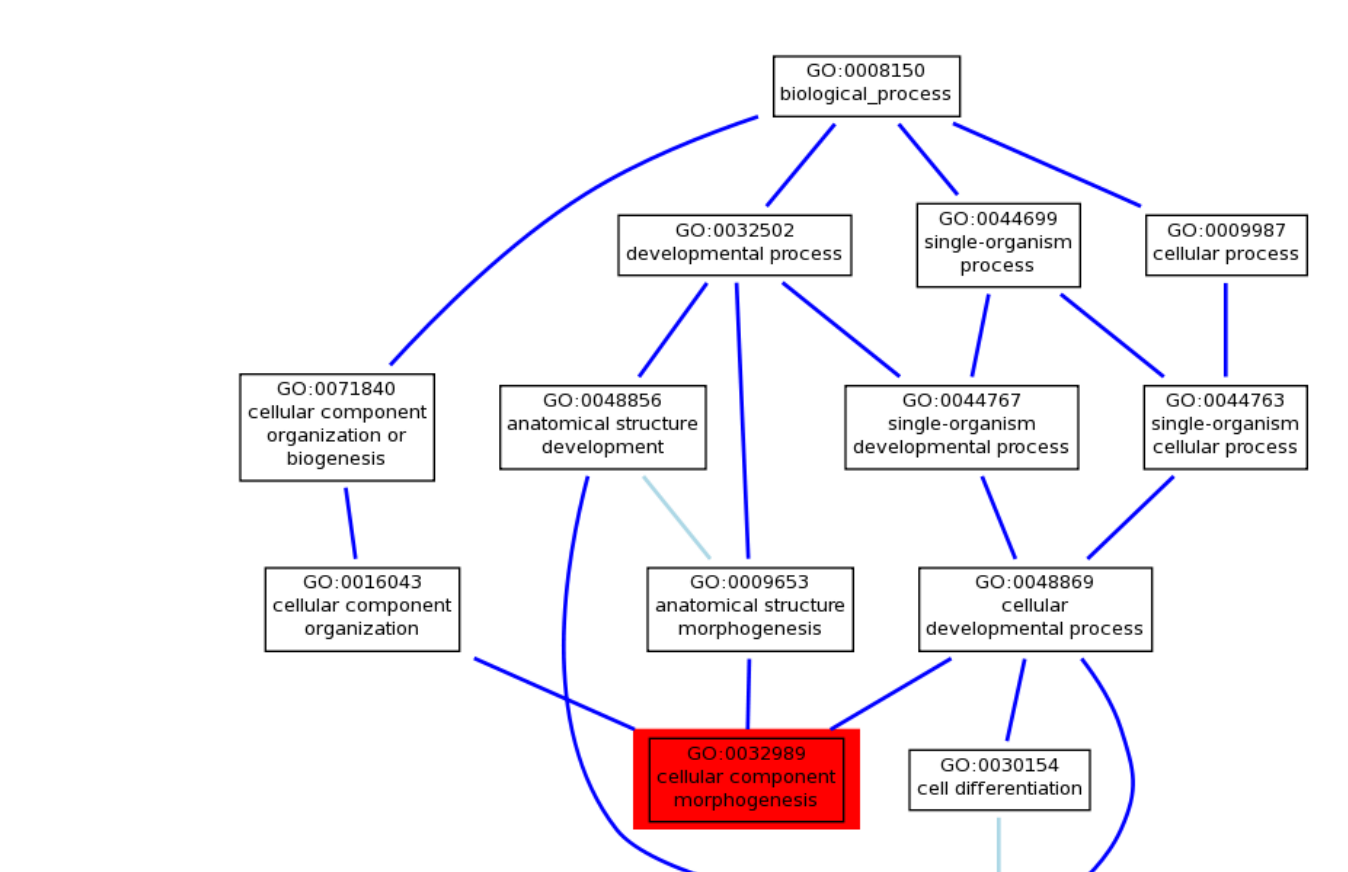 GO:0008150
biological_process
GO:0032502
developmental process
GO:0044699
single-organism
process
GO:0009987
cellular process
GO:0071840
cellular component
organization or
biogenesis
GO:0048856
anatomical structure
development
GO:0044767
single-organism
developmental process
GO:0044763
single-organism
cellular process
GO:0016043
cellular component
organization
GO:0009653
anatomical structure
morphogenesis
GO:0048869
cellular
developmental process
GO:0032989
cellular component
morphogenesis
GO:0030154
cell differentiation